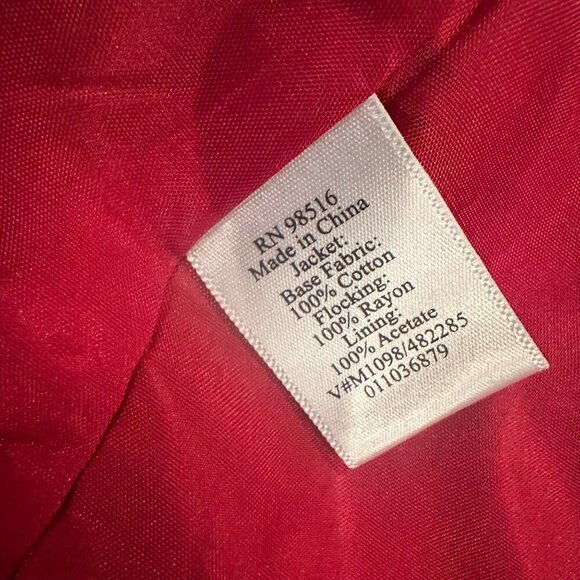 RN 98516
Made in China
Jacket:
Base Fabric:
100% Cotton
Flocking:
100% Rayon
Lining:
100% Acetate
V#M1098/482285
011036879